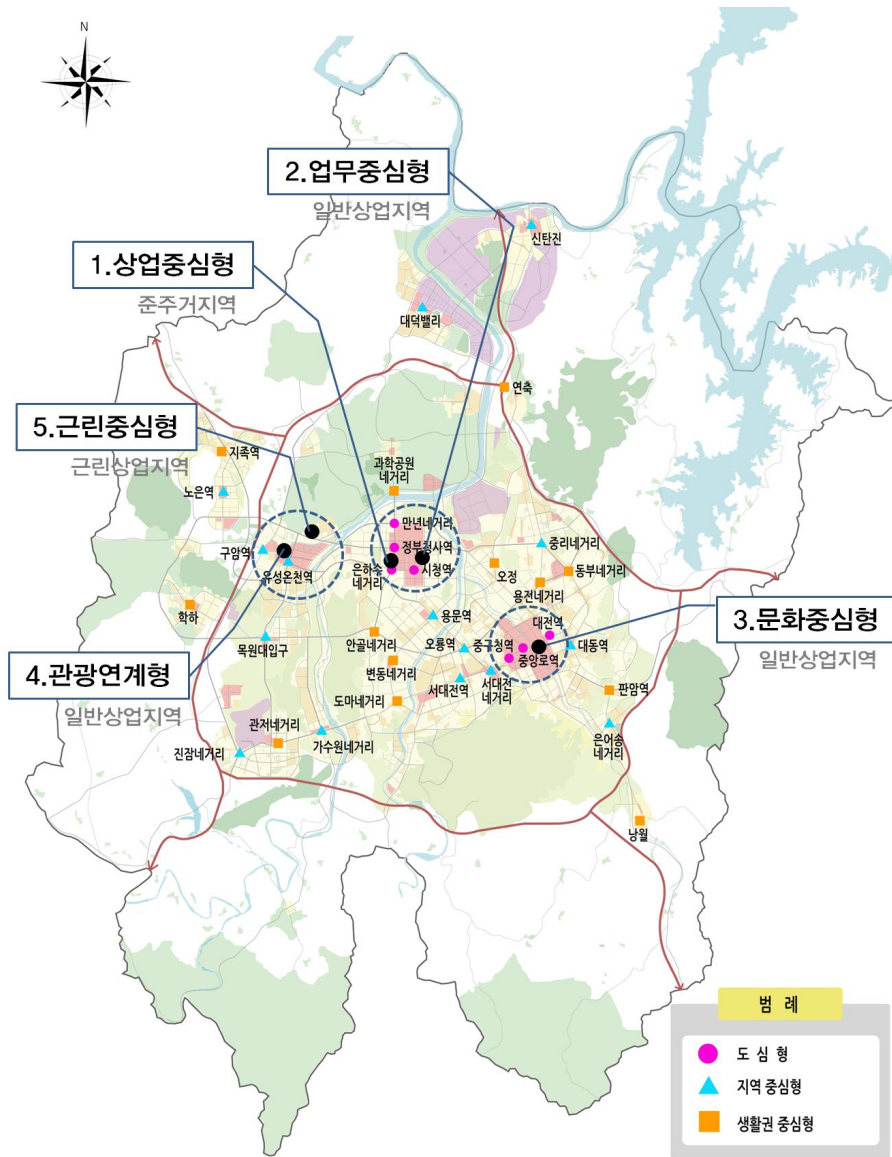 N
2.업무중심형
일반상업지역
신탄진
1.상업중심형
준주거지역
대덕밸리
연축
5.근린중심형
근린상업지역
지족역
노은역
과학공원
네거리
만년네거리
정부청사역
구암역
유성온천역
은하수
네거리
시청역
중리네거리
오정
동부네거리
용전네거리
학하
용문역
대전역
3.문화중심형
일반상업지역
목원대입구
안골네거리
오룡역
중구청역
대동역
중앙로역
4.관광연계형
일반상업지역
변동네거리
서대전역
서대전
네거리
판암역
도마네거리
관저네거리
가수원네거리
진잠네거리
은어송
네거리
낭월
범 례
도 심 형
지역 중심형
생활권 중심형